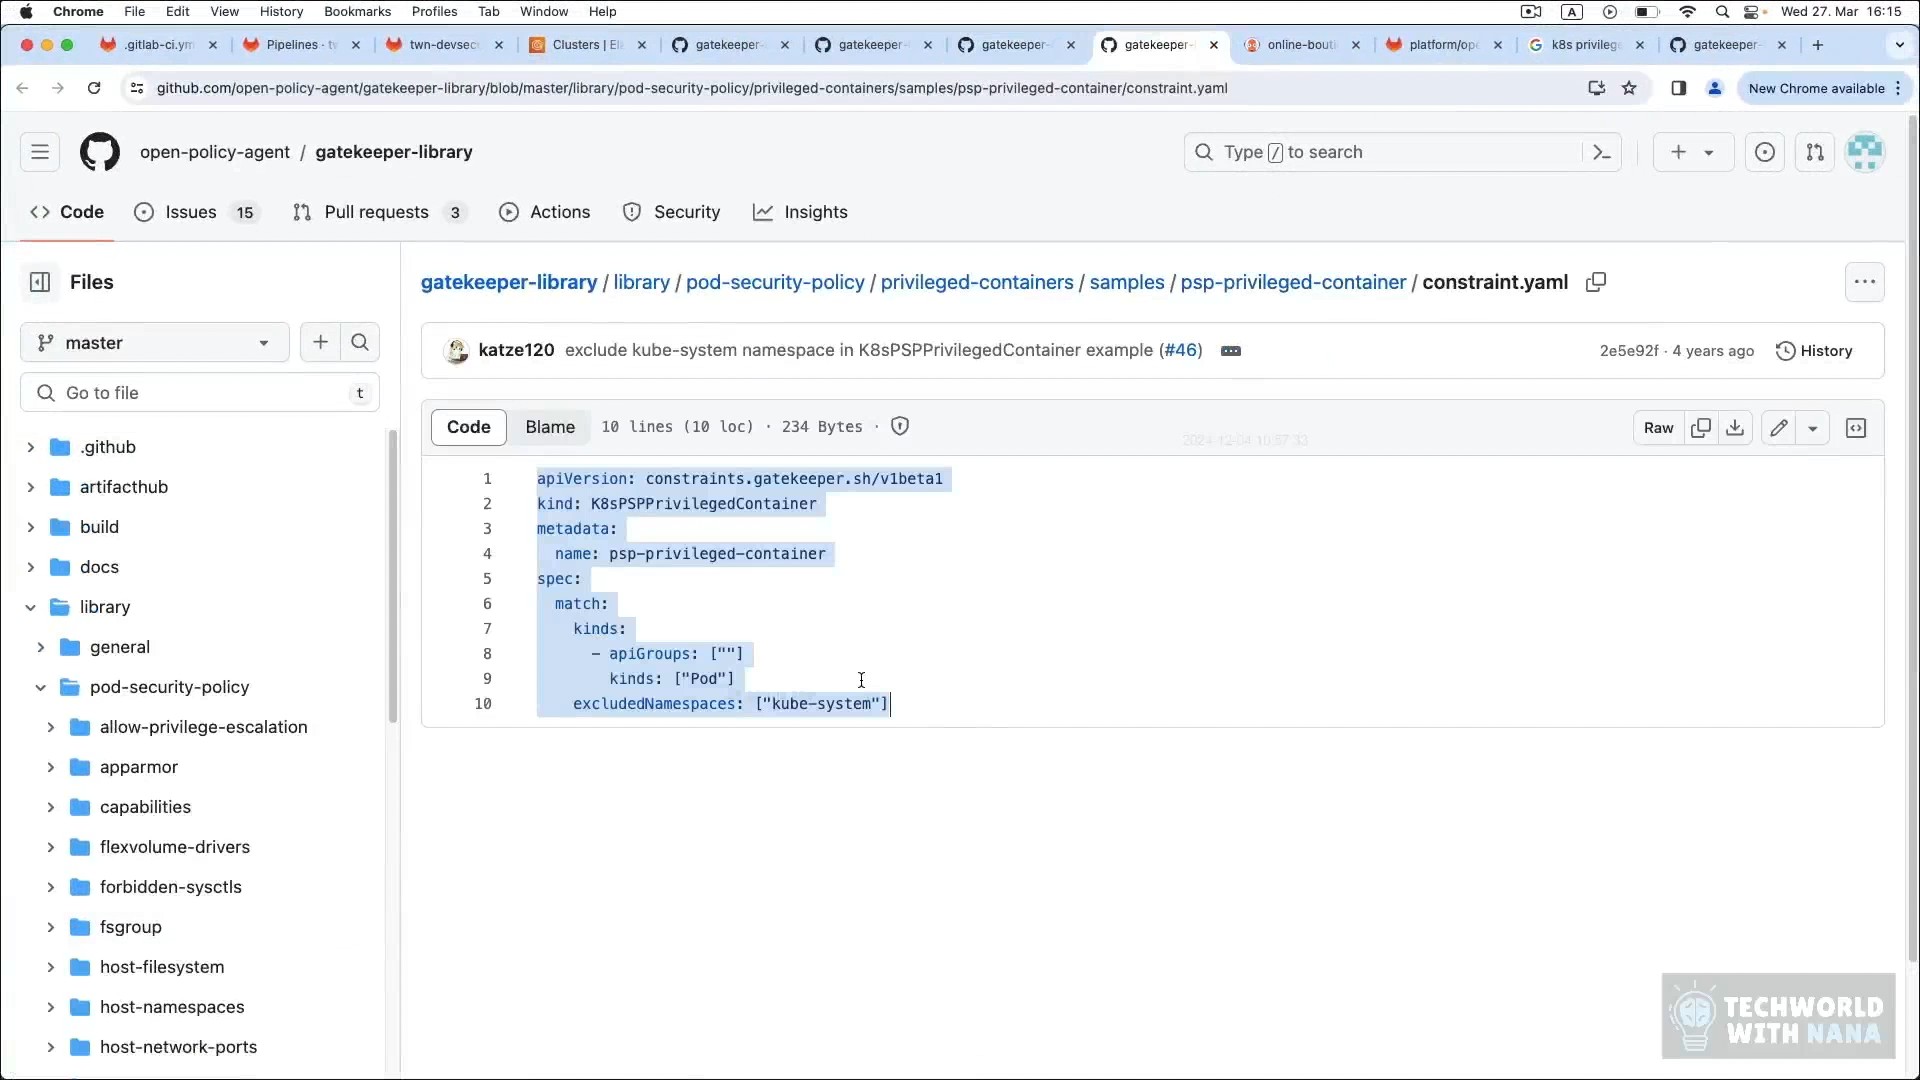 Chrome File Edit View History Bookmarks Profiles Tab Window Help A Wed 27. Mar 16:15
.gitlab-ci.ym Pipelines · tw twn-devsec Clusters | Ela gatekeeper- gatekeeper- gatekeeper- gatekeeper- online-bouti platform/ope k8s privileg gatekeeper-
github.com/open-policy-agent/gatekeeper-library/blob/master/library/pod-security-policy/privileged-containers/samples/psp-privileged-container/constraint.yaml New Chrome available
open-policy-agent / gatekeeper-library Type / to search
Code Issues 15 Pull requests 3 Actions Security Insights
Files
gatekeeper-library / library / pod-security-policy / privileged-containers / samples / psp-privileged-container / constraint.yaml
master
katze120 exclude kube-system namespace in K8sPSPPrivilegedContainer example (#46) 2e5e92f · 4 years ago History
Go to file t
Code Blame 10 lines (10 loc) · 234 Bytes · Raw
2024-12-04 10:57:33
1 apiVersion: constraints.gatekeeper.sh/v1beta1
2 kind: K8sPSPPrivilegedContainer
3 metadata:
4 name: psp-privileged-container
5 spec:
6 match:
7 kinds:
8 - apiGroups: [""]
9 kinds: ["Pod"]
10 excludedNamespaces: ["kube-system"]
.github
artifacthub
build
docs
library
general
pod-security-policy
allow-privilege-escalation
apparmor
capabilities
flexvolume-drivers
forbidden-sysctls
fsgroup
host-filesystem
host-namespaces
host-network-ports
TECHWORLD
WITH NANA